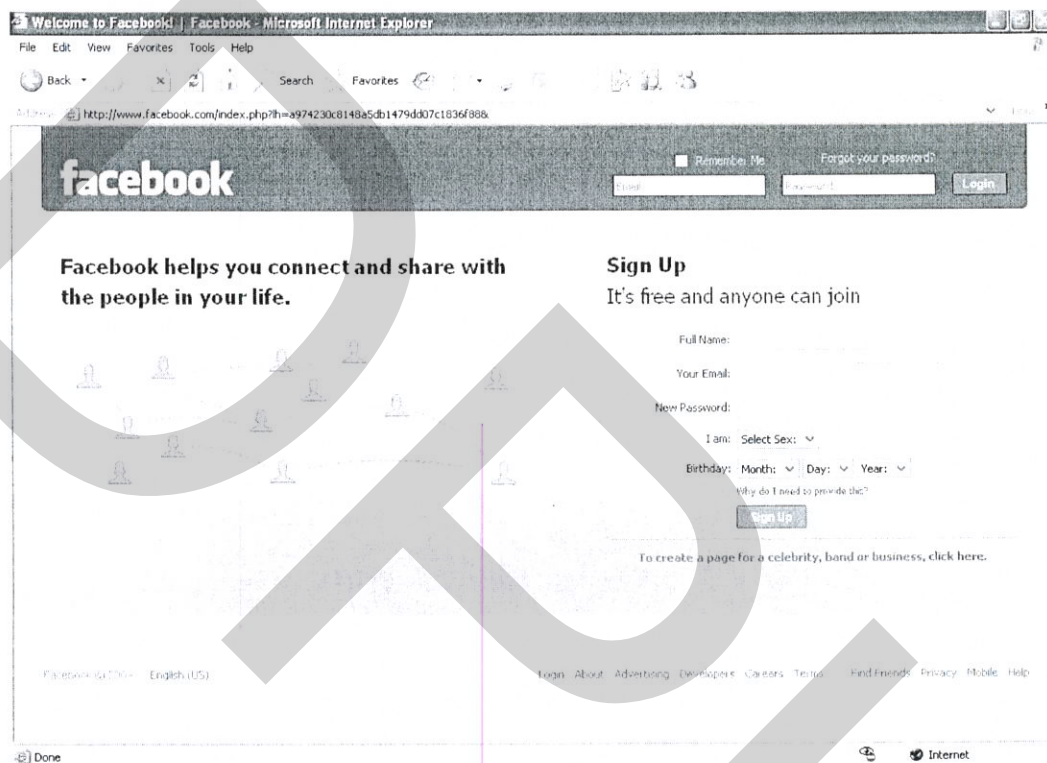 Welcome to Facebook! | Facebook - Microsoft Internet Explorer
File Edit View Favorites Tools Help
Back Search Favorites
http://www.facebook.com/index.php?lh=a974230c8148a5db1479dd07c1836f88&
Remember Me Forgot your password?
facebook
Email Password Login
Facebook helps you connect and share with
the people in your life.
Sign Up
It's free and anyone can join
Full Name:
Your Email:
New Password:
I am: Select Sex:
Birthday: Month: Day: Year:
Why do I need to provide this?
Sign Up
To create a page for a celebrity, band or business, click here.
Facebook English (US) Login About Advertising Developers Careers Terms Find Friends Privacy Mobile Help
Done Internet